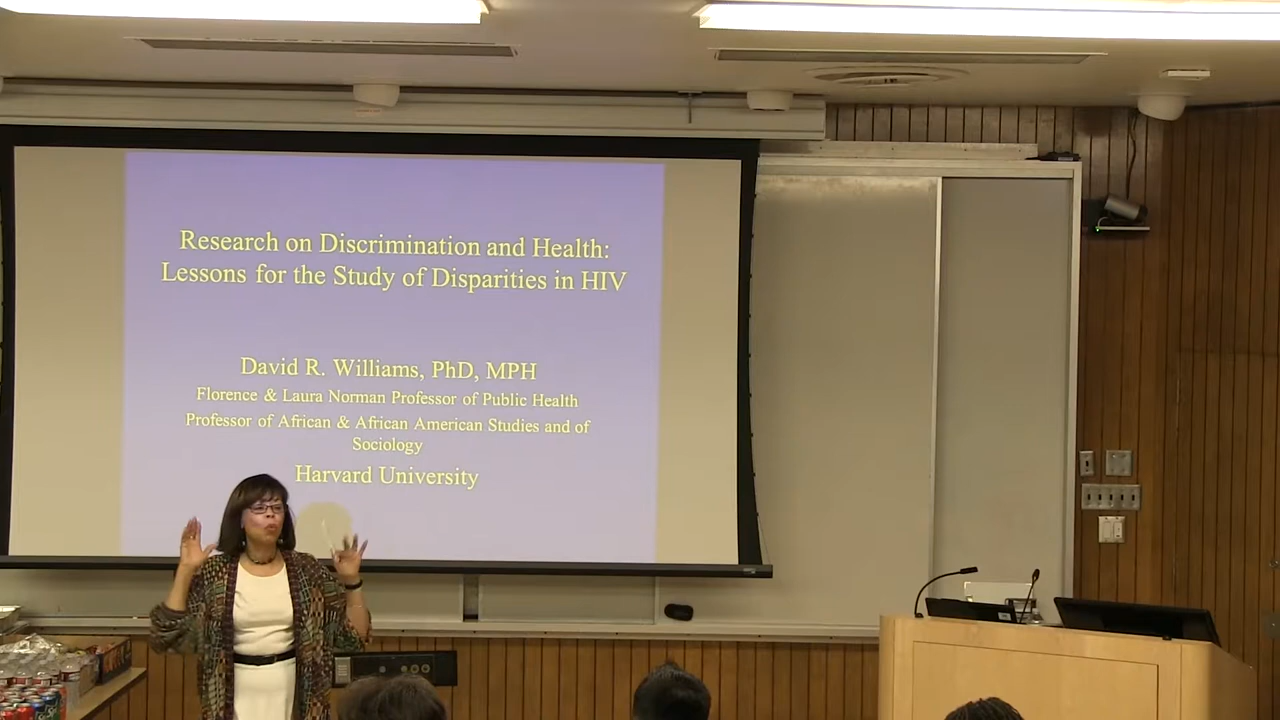 Research on Discrimination and Health:
Lessons for the Study of Disparities in HIV
David R. Williams, PhD, MPH
Florence & Laura Norman Professor of Public Health
Professor of African & African American Studies and of
Sociology
Harvard University